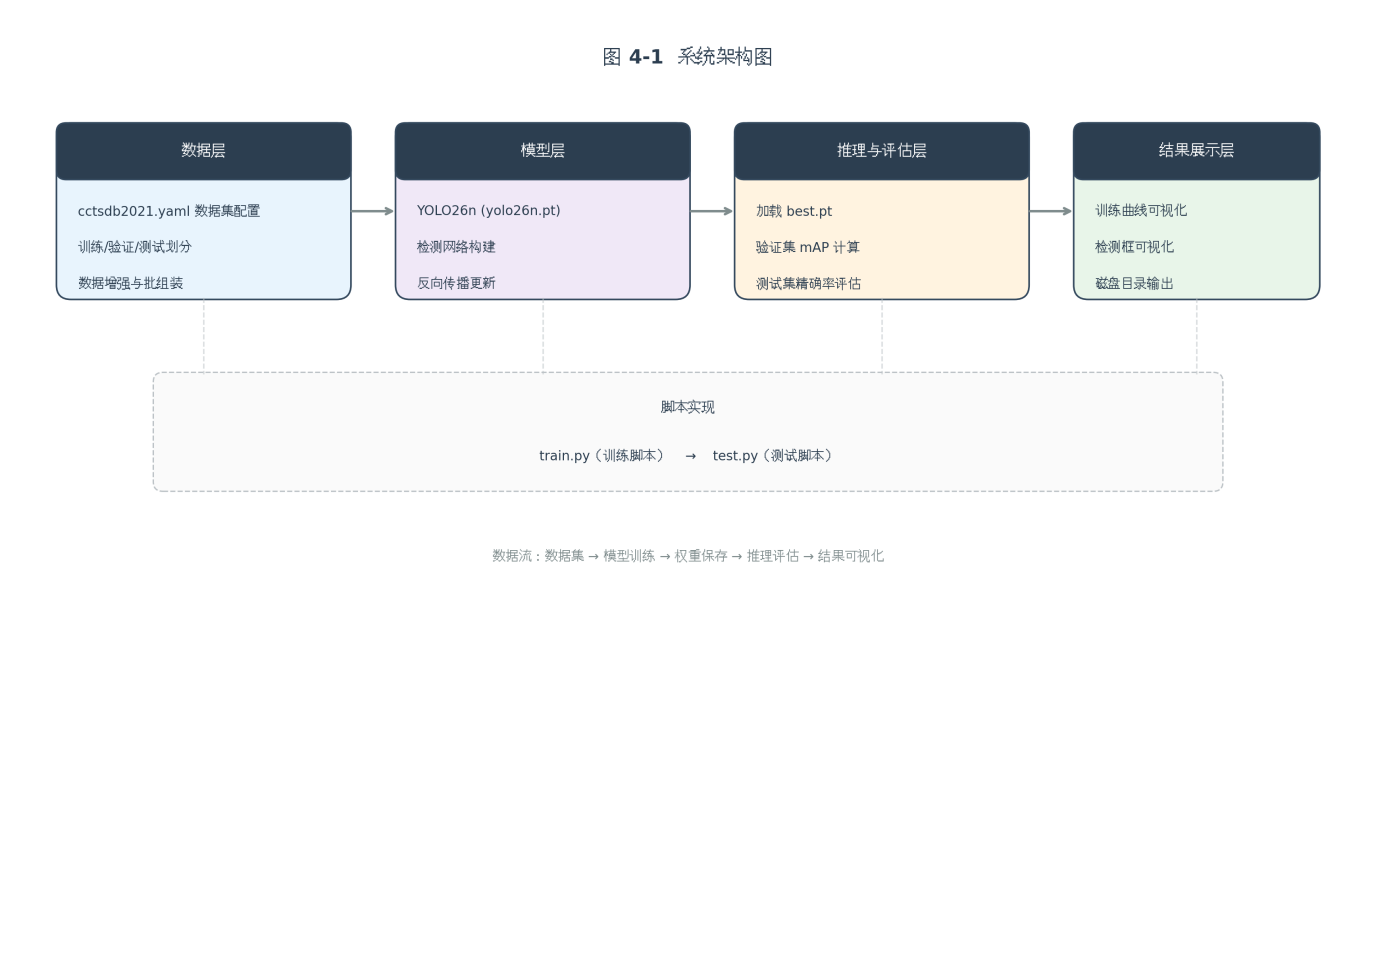 图 4-1 系统架构图
数据层
cctsdb2021.yaml 数据集配置
训练/验证/测试划分
数据增强与批组装
模型层
YOLO26n (yolo26n.pt)
检测网络构建
反向传播更新
推理与评估层
加载 best.pt
验证集 mAP 计算
测试集精确率评估
结果展示层
训练曲线可视化
检测框可视化
磁盘目录输出
脚本实现
train.py（训练脚本） → test.py（测试脚本）
数据流：数据集 → 模型训练 → 权重保存 → 推理评估 → 结果可视化